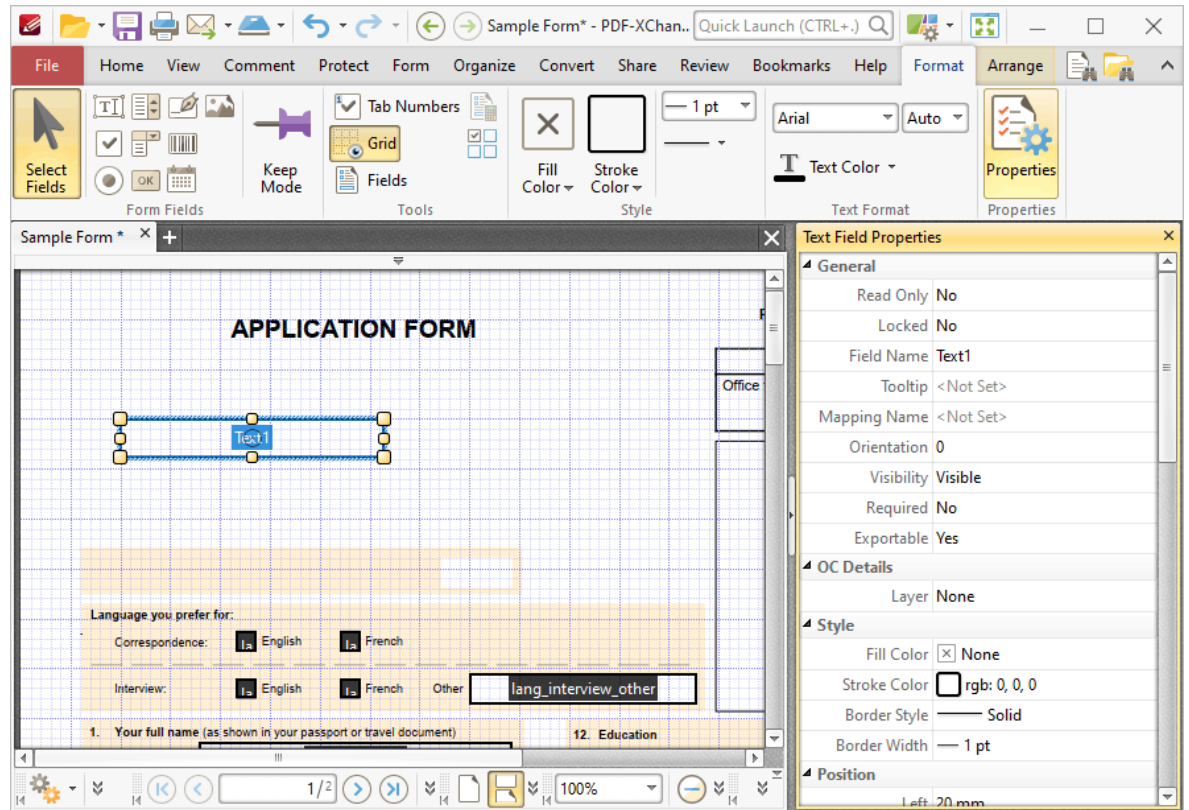 Sample Form* - PDF-XChan..
Quick Launch (CTRL+.)
File Home View Comment Protect Form Organize Convert Share Review Bookmarks Help Format Arrange
Select Fields
OK
Form Fields
Keep Mode
Tab Numbers
Grid
Fields
Tools
Fill Color
Stroke Color
1 pt
Style
Arial
Auto
Text Color
Text Format
Properties
Properties
Sample Form *
APPLICATION FORM
Office
Text1
Language you prefer for:
Correspondence: English French
Interview: English French Other lang_interview_other
1. Your full name (as shown in your passport or travel document)
12. Education
1/2
100%
Text Field Properties
General
Read Only No
Locked No
Field Name Text1
Tooltip <Not Set>
Mapping Name <Not Set>
Orientation 0
Visibility Visible
Required No
Exportable Yes
OC Details
Layer None
Style
Fill Color None
Stroke Color rgb: 0, 0, 0
Border Style Solid
Border Width 1 pt
Position
Left 20 mm